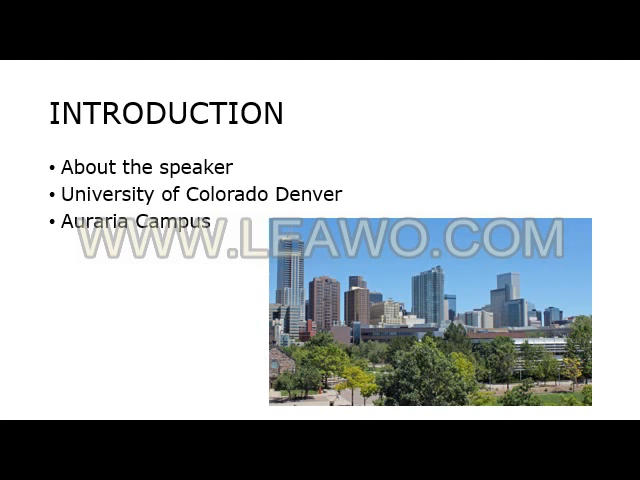 INTRODUCTION
• About the speaker
• University of Colorado Denver
• Auraria Campus
WWW.LEAWO.COM